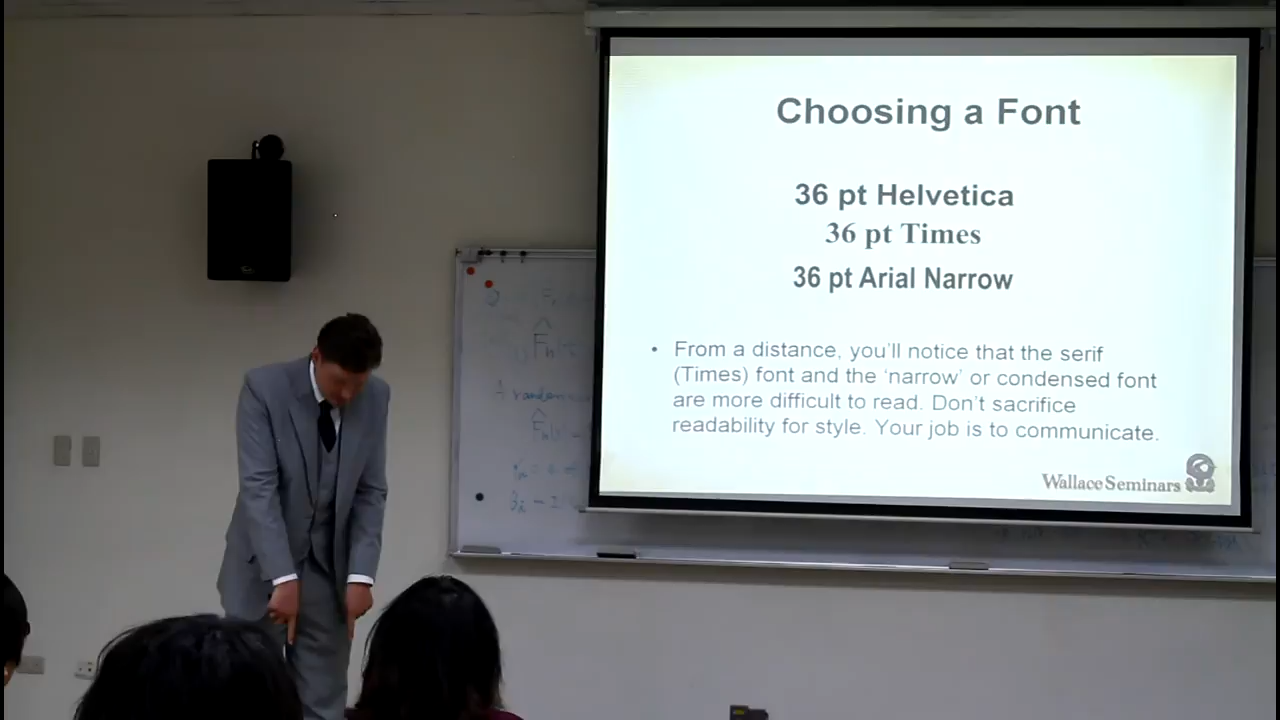 Choosing a Font
36 pt Helvetica
36 pt Times
36 pt Arial Narrow
• From a distance, you'll notice that the serif
(Times) font and the 'narrow' or condensed font
are more difficult to read. Don't sacrifice
readability for style. Your job is to communicate.
Wallace Seminars
random